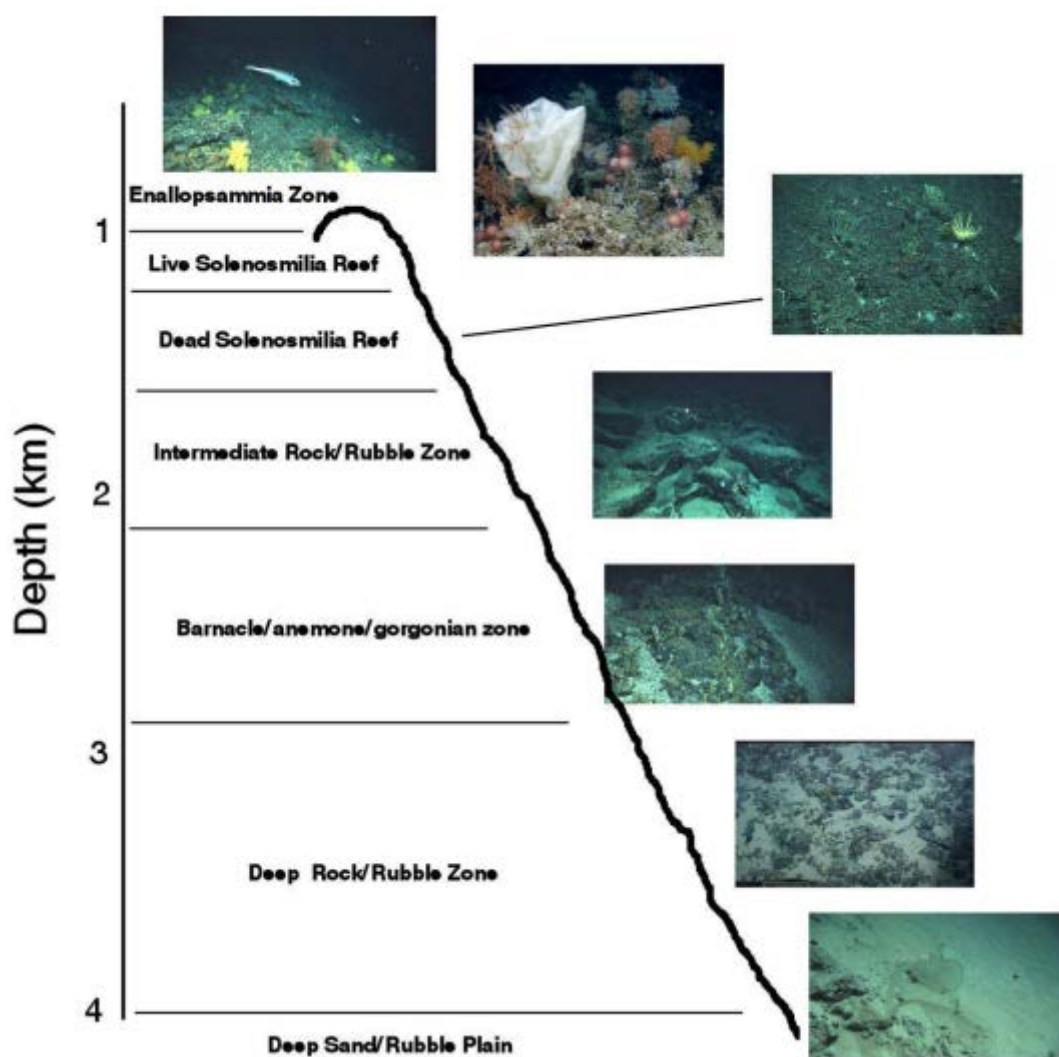 Enallopsammia Zone
1
Live Solenosmilia Reef
Dead Solenosmilia Reef
Intermediate Rock/Rubble Zone
2
Depth (km)
Barnacle/anemone/gorgonian zone
3
Deep Rock/Rubble Zone
4
Deep Sand/Rubble Plain